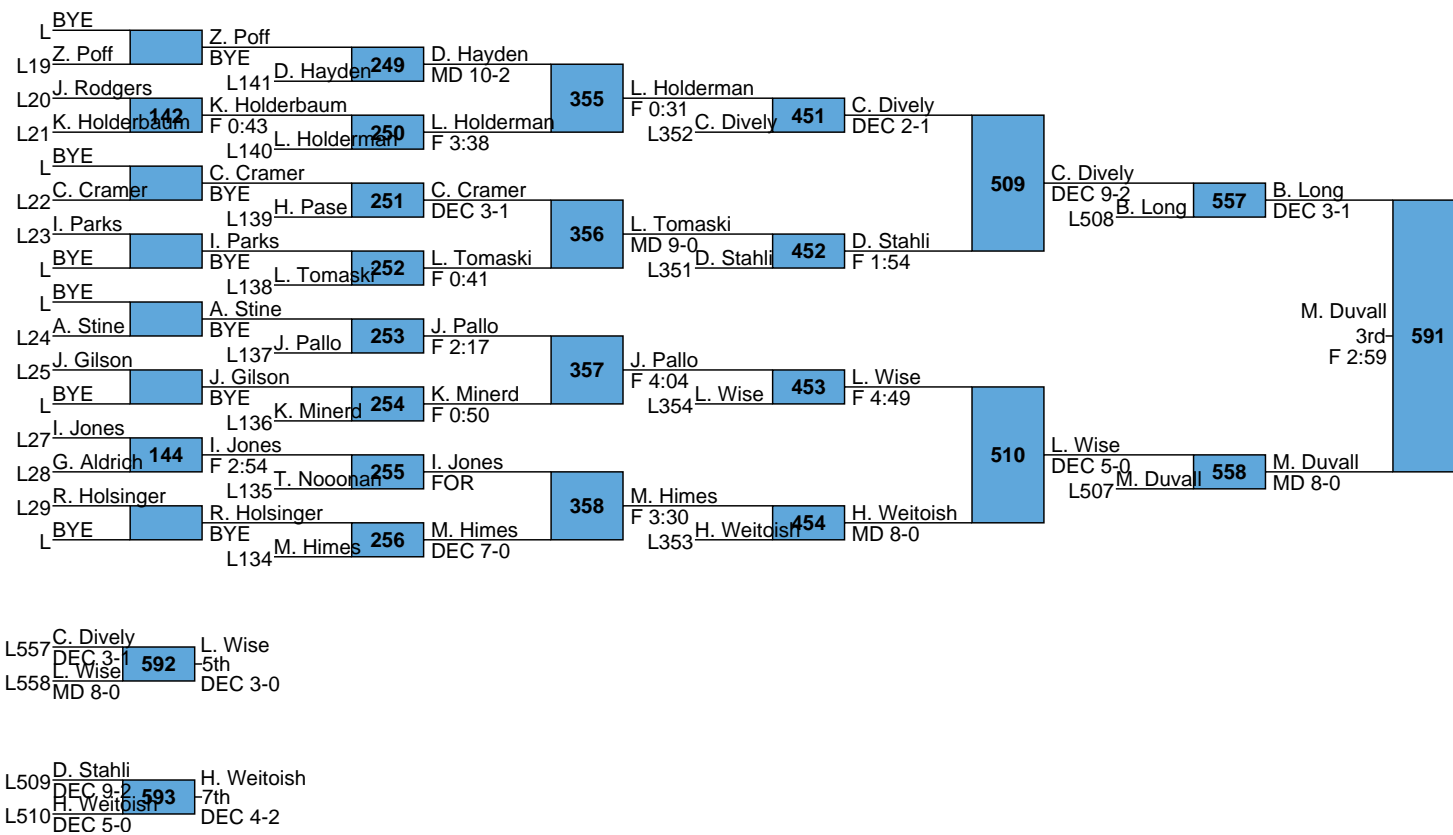 BYE
L
Z. Poff
L19
Z. Poff
BYE
L141
D. Hayden
249
D. Hayden
MD 10-2
J. Rodgers
L20
142
K. Holderbaum
L21
K. Holderbaum
F 0:43
L140
L. Holderman
250
L. Holderman
F 3:38
355
L. Holderman
F 0:31
L352
C. Dively
451
C. Dively
DEC 2-1
BYE
L
C. Cramer
L22
C. Cramer
BYE
L139
H. Pase
251
C. Cramer
DEC 3-1
I. Parks
L23
BYE
L
I. Parks
BYE
L138
L. Tomaski
252
L. Tomaski
F 0:41
356
L. Tomaski
MD 9-0
L351
D. Stahli
452
D. Stahli
F 1:54
509
C. Dively
DEC 9-2
L508
B. Long
557
B. Long
DEC 3-1
BYE
L
A. Stine
L24
A. Stine
BYE
L137
J. Pallo
253
J. Pallo
F 2:17
J. Gilson
L25
BYE
L
J. Gilson
BYE
L136
K. Minerd
254
K. Minerd
F 0:50
357
J. Pallo
F 4:04
L354
L. Wise
453
L. Wise
F 4:49
I. Jones
L27
144
G. Aldrich
L28
I. Jones
F 2:54
L135
T. Nooonan
255
I. Jones
FOR
R. Holsinger
L29
BYE
L
R. Holsinger
BYE
L134
M. Himes
256
M. Himes
DEC 7-0
358
M. Himes
F 3:30
L353
H. Weitoish
454
H. Weitoish
MD 8-0
510
L. Wise
DEC 5-0
L507
M. Duvall
558
M. Duvall
MD 8-0
M. Duvall
3rd
F 2:59
591
L557
C. Dively
DEC 3-1
L558
L. Wise
MD 8-0
592
L. Wise
5th
DEC 3-0
L509
D. Stahli
DEC 9-2
L510
H. Weitoish
DEC 5-0
593
H. Weitoish
7th
DEC 4-2